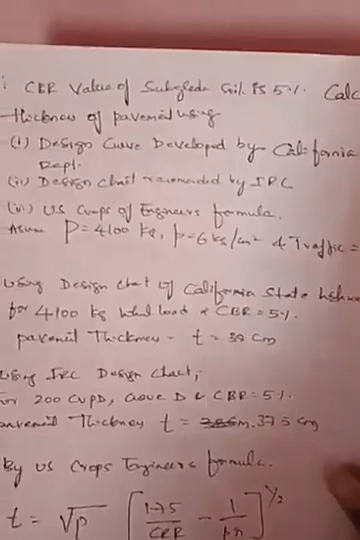 : CBR Value of Subgrade Soil is 5%. Calc
Thickness of pavement using
(i) Design Curve Developed by California
Dept.
(ii) Design Chart recomended by IRC
(iii) US Corps of Engineers formula.
Assume P=4100 kg, p=6 kg/cm² & Traffic =
Using Design Chart of California State
for 4100 kg wheel load & CBR=5%
pavement Thickness = t = 38 cm
Using IRC Design Chart,
For 200 CVPD, Curve D & CBR=5%
pavement Thickness t = 37.5 cm
By US Crops Engineers formula.
t = √P [1.75/CBR − 1/pπ]^1/2